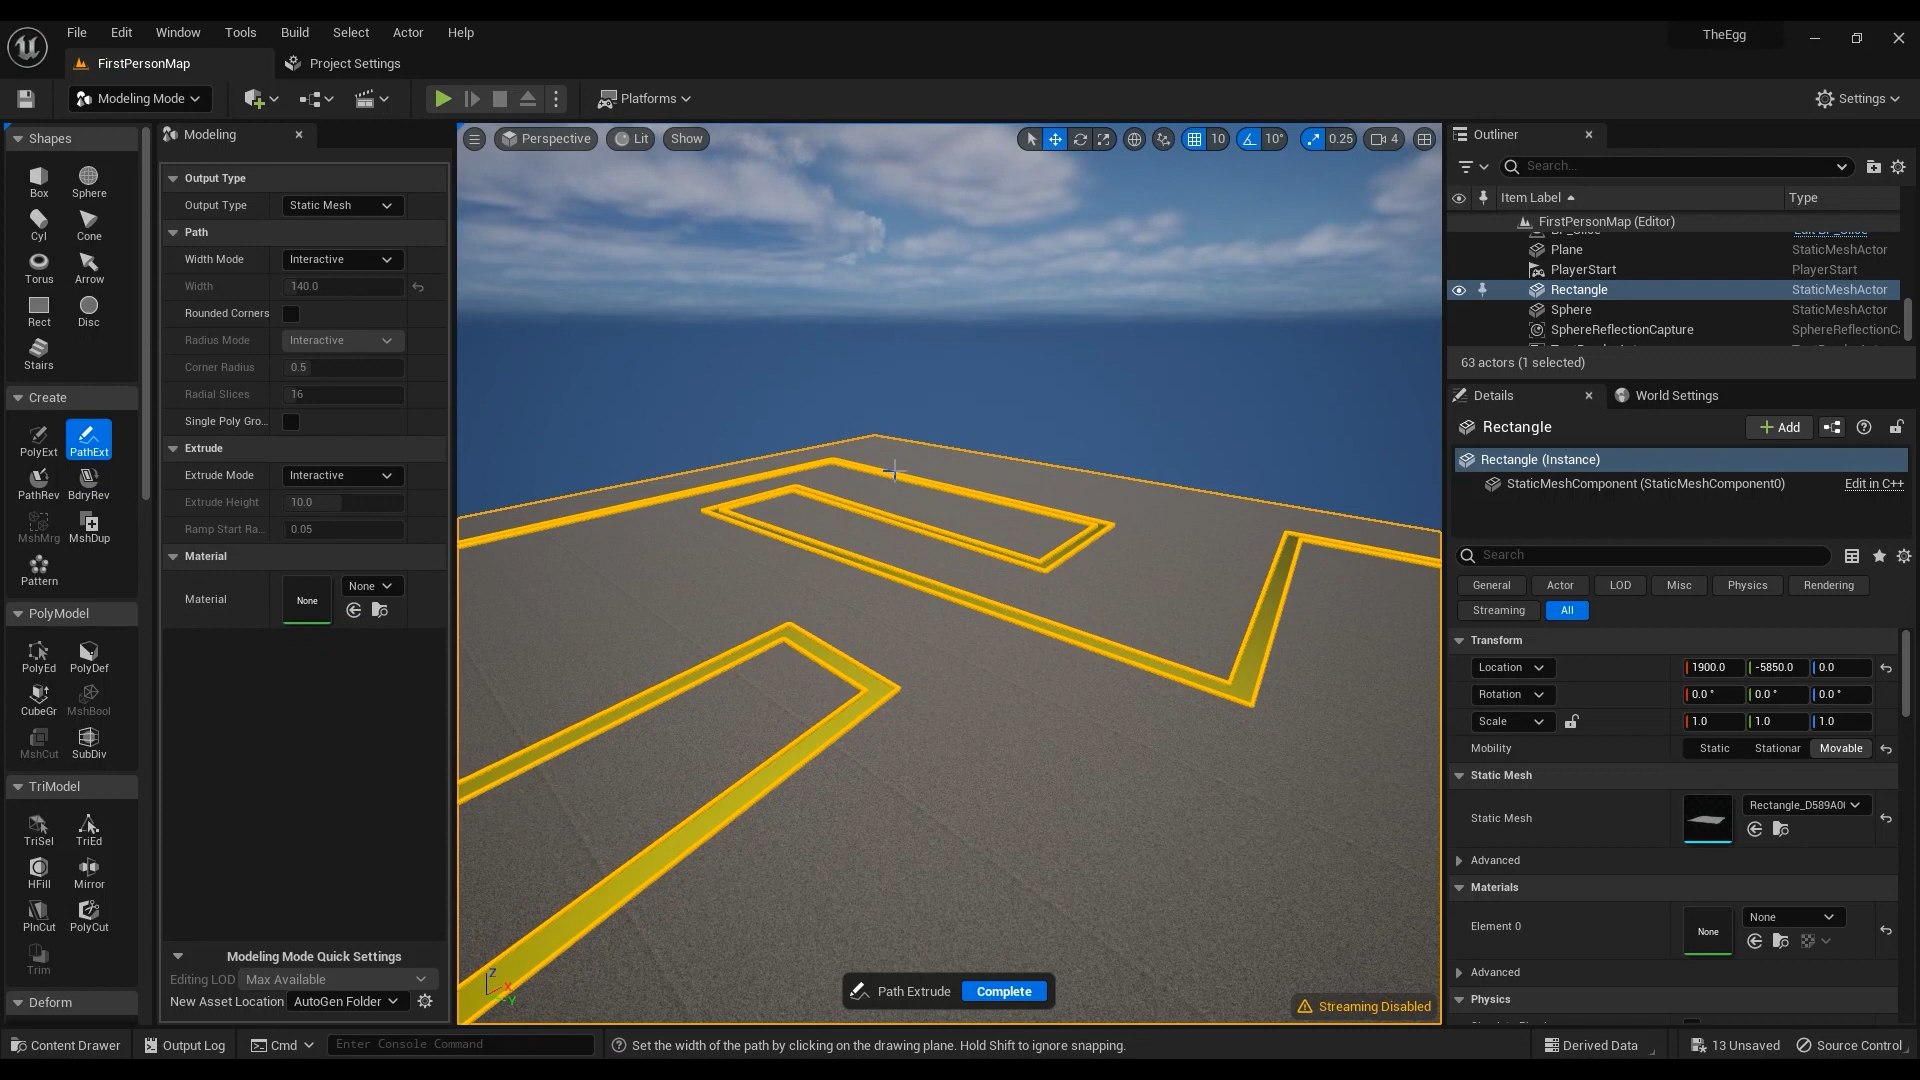 File Edit Window Tools Build Select Actor Help
TheEgg
FirstPersonMap
Project Settings
Modeling Mode
Platforms
Settings
Shapes
Box Sphere
Cyl Cone
Torus Arrow
Rect Disc
Stairs
Create
PolyExt PathExt
PathRev BdryRev
MshMrg MshDup
Pattern
PolyModel
PolyEd PolyDef
CubeGr MshBool
MshCut SubDiv
TriModel
TriSel TriEd
HFill Mirror
PlnCut PolyCut
Trim
Deform
Modeling
Output Type
Output Type Static Mesh
Path
Width Mode Interactive
Width 140.0
Rounded Corners
Radius Mode Interactive
Corner Radius 0.5
Radial Slices 16
Single Poly Gro...
Extrude
Extrude Mode Interactive
Extrude Height 10.0
Ramp Start Ra... 0.05
Material
Material None None
Modeling Mode Quick Settings
Editing LOD Max Available
New Asset Location AutoGen Folder
Perspective Lit Show
10 10° 0.25 4
Z X Y
Path Extrude Complete
Streaming Disabled
Outliner
Search...
Item Label Type
FirstPersonMap (Editor)
Plane StaticMeshActor
PlayerStart PlayerStart
Rectangle StaticMeshActor
Sphere StaticMeshActor
SphereReflectionCapture SphereReflectionCa
63 actors (1 selected)
Details World Settings
Rectangle Add
Rectangle (Instance)
StaticMeshComponent (StaticMeshComponent0) Edit in C++
Search
General Actor LOD Misc Physics Rendering
Streaming All
Transform
Location 1900.0 -5850.0 0.0
Rotation 0.0 ° 0.0 ° 0.0 °
Scale 1.0 1.0 1.0
Mobility Static Stationar Movable
Static Mesh
Static Mesh Rectangle_D589A0
Advanced
Materials
Element 0 None None
Advanced
Physics
Content Drawer Output Log Cmd Enter Console Command
Set the width of the path by clicking on the drawing plane. Hold Shift to ignore snapping.
Derived Data 13 Unsaved Source Control